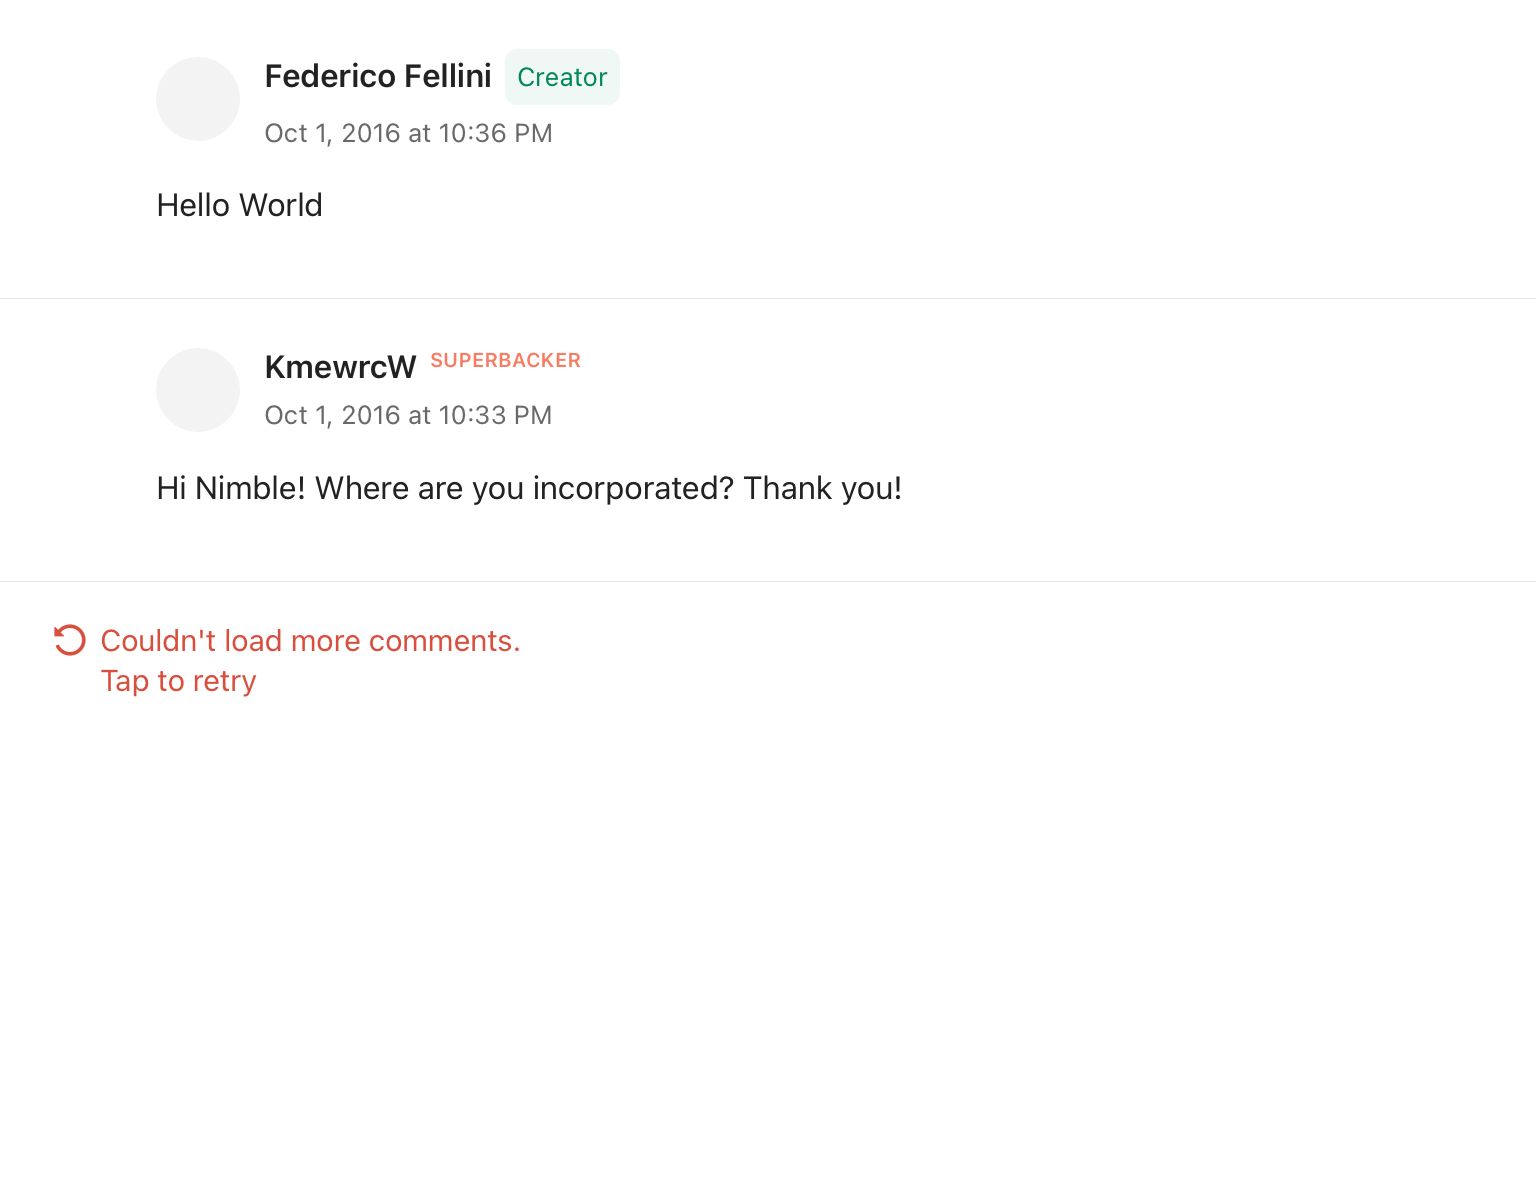 Federico Fellini Creator
Oct 1, 2016 at 10:36 PM
Hello World
KmewrcW SUPERBACKER
Oct 1, 2016 at 10:33 PM
Hi Nimble! Where are you incorporated? Thank you!
Couldn't load more comments.
Tap to retry